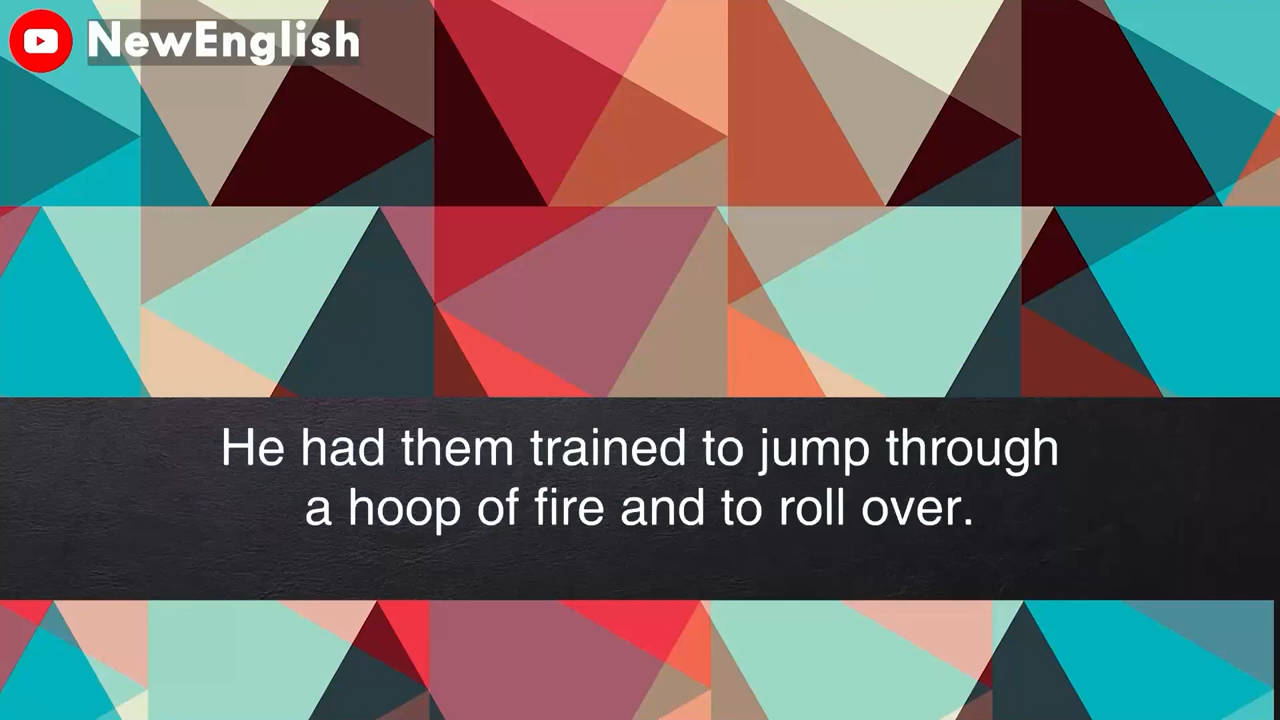 NewEnglish
He had them trained to jump through
a hoop of fire and to roll over.